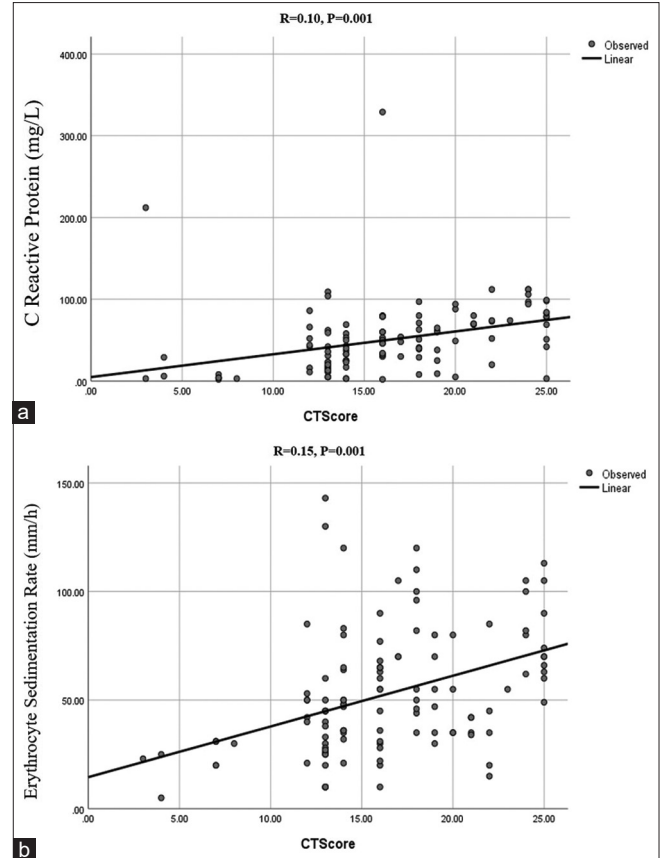 R=0.10, P=0.001
Observed
Linear
C Reactive Protein (mg/L)
400.00
300.00
200.00
100.00
.00
.00 5.00 10.00 15.00 20.00 25.00
CTScore
a
R=0.15, P=0.001
Observed
Linear
Erythrocyte Sedimentation Rate (mm/h)
150.00
100.00
50.00
.00
.00 5.00 10.00 15.00 20.00 25.00
CTScore
b